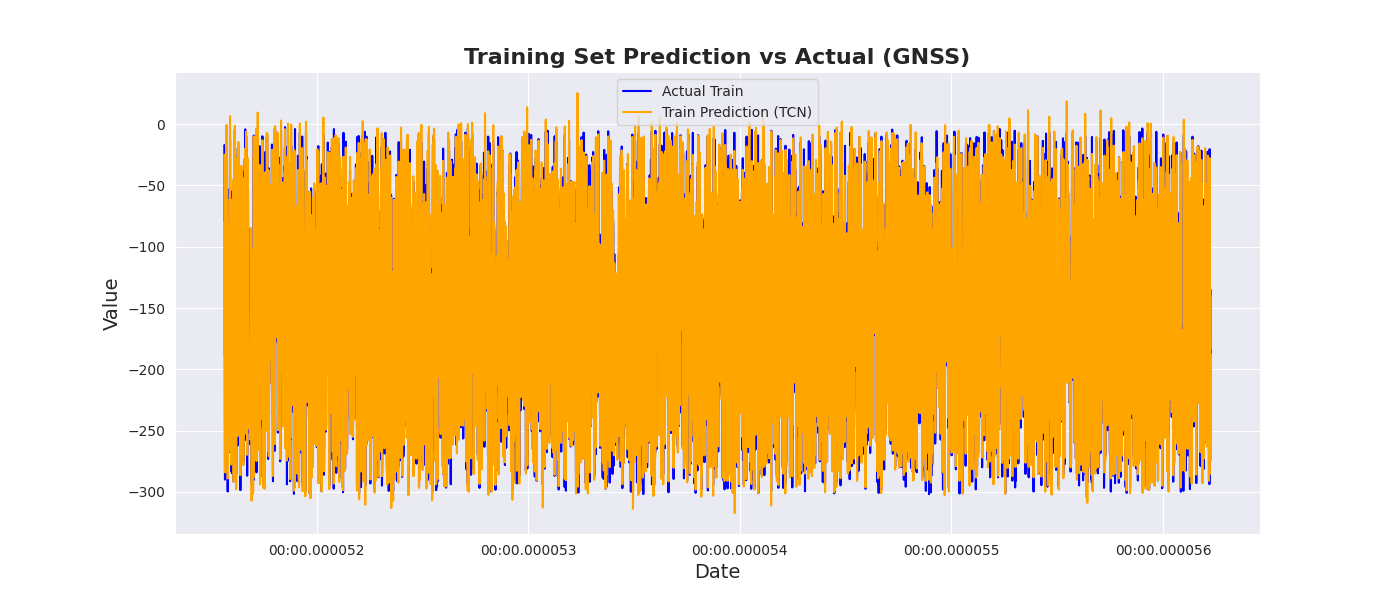 Training Set Prediction vs Actual (GNSS)
Actual Train
Train Prediction (TCN)
Value
0
−50
−100
−150
−200
−250
−300
00:00.000052
00:00.000053
00:00.000054
00:00.000055
00:00.000056
Date